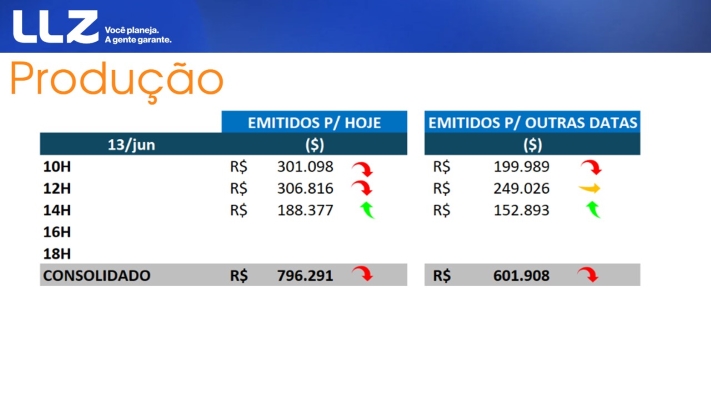 LLZ Você planeja.
A gente garante.
Produção
EMITIDOS P/ HOJE EMITIDOS P/ OUTRAS DATAS
13/jun ($) ($)
10H R$ 301.098 R$ 199.989
12H R$ 306.816 R$ 249.026
14H R$ 188.377 R$ 152.893
16H
18H
CONSOLIDADO R$ 796.291 R$ 601.908